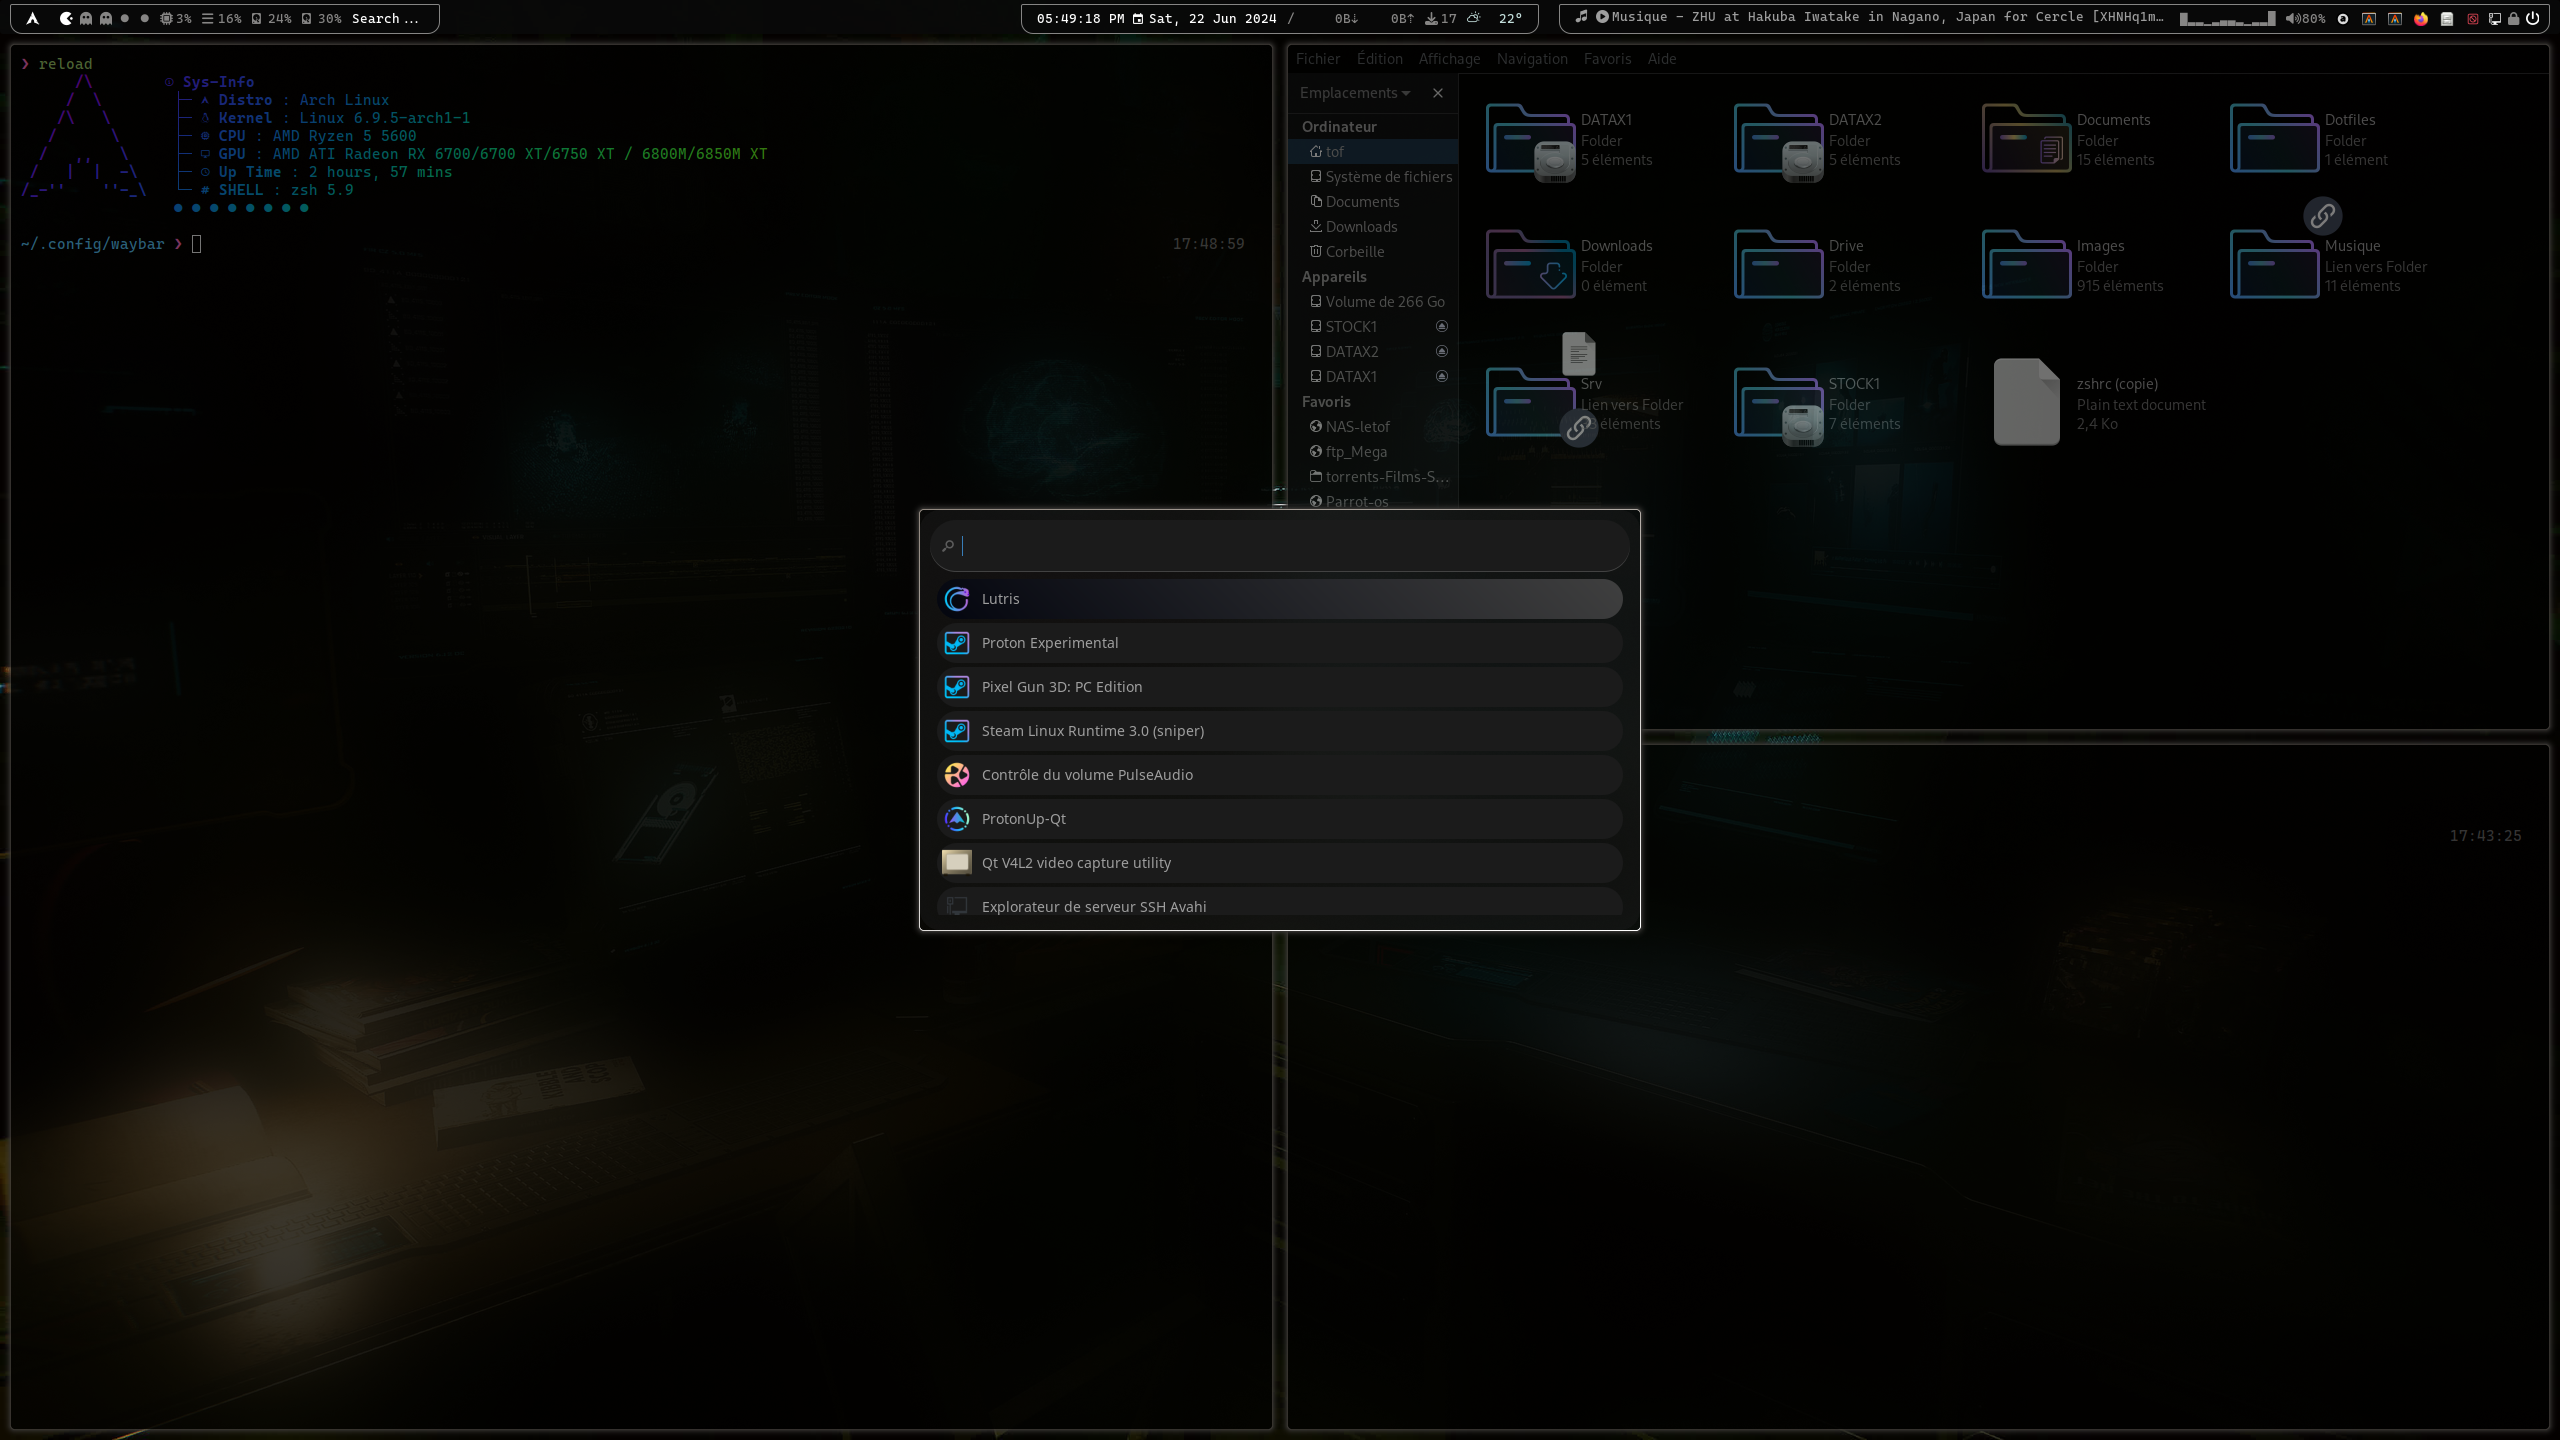 3% 16% 24% 30% Search...
05:49:18 PM Sat, 22 Jun 2024 / 0B↓ 0B↑ 17 22°
Musique - ZHU at Hakuba Iwatake in Nagano, Japan for Cercle [XHNHq1m…
80%
❯ reload
Sys-Info
Distro : Arch Linux
Kernel : Linux 6.9.5-arch1-1
CPU : AMD Ryzen 5 5600
GPU : AMD ATI Radeon RX 6700/6700 XT/6750 XT / 6800M/6850M XT
Up Time : 2 hours, 57 mins
# SHELL : zsh 5.9
~/.config/waybar ❯ 17:48:59
Fichier Édition Affichage Navigation Favoris Aide
Emplacements
Ordinateur
tof
Système de fichiers
Documents
Downloads
Corbeille
Appareils
Volume de 266 Go
STOCK1
DATAX2
DATAX1
Favoris
NAS-letof
ftp_Mega
torrents-Films-S…
Parrot-os
DATAX1
Folder
5 éléments
DATAX2
Folder
5 éléments
Documents
Folder
15 éléments
Dotfiles
Folder
1 élément
Downloads
Folder
0 élément
Drive
Folder
2 éléments
Images
Folder
915 éléments
Musique
Lien vers Folder
11 éléments
Srv
Lien vers Folder
éléments
STOCK1
Folder
7 éléments
zshrc (copie)
Plain text document
2,4 Ko
Lutris
Proton Experimental
Pixel Gun 3D: PC Edition
Steam Linux Runtime 3.0 (sniper)
Contrôle du volume PulseAudio
ProtonUp-Qt
Qt V4L2 video capture utility
Explorateur de serveur SSH Avahi
17:43:25